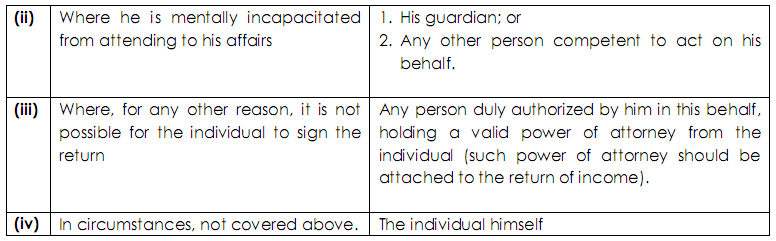 (ii) Where he is mentally incapacitated
from attending to his affairs
1. His guardian; or
2. Any other person competent to act on his
behalf.
(iii) Where, for any other reason, it is not
possible for the individual to sign the
return
Any person duly authorized by him in this behalf,
holding a valid power of attorney from the
individual (such power of attorney should be
attached to the return of income).
(iv) In circumstances, not covered above.
The individual himself